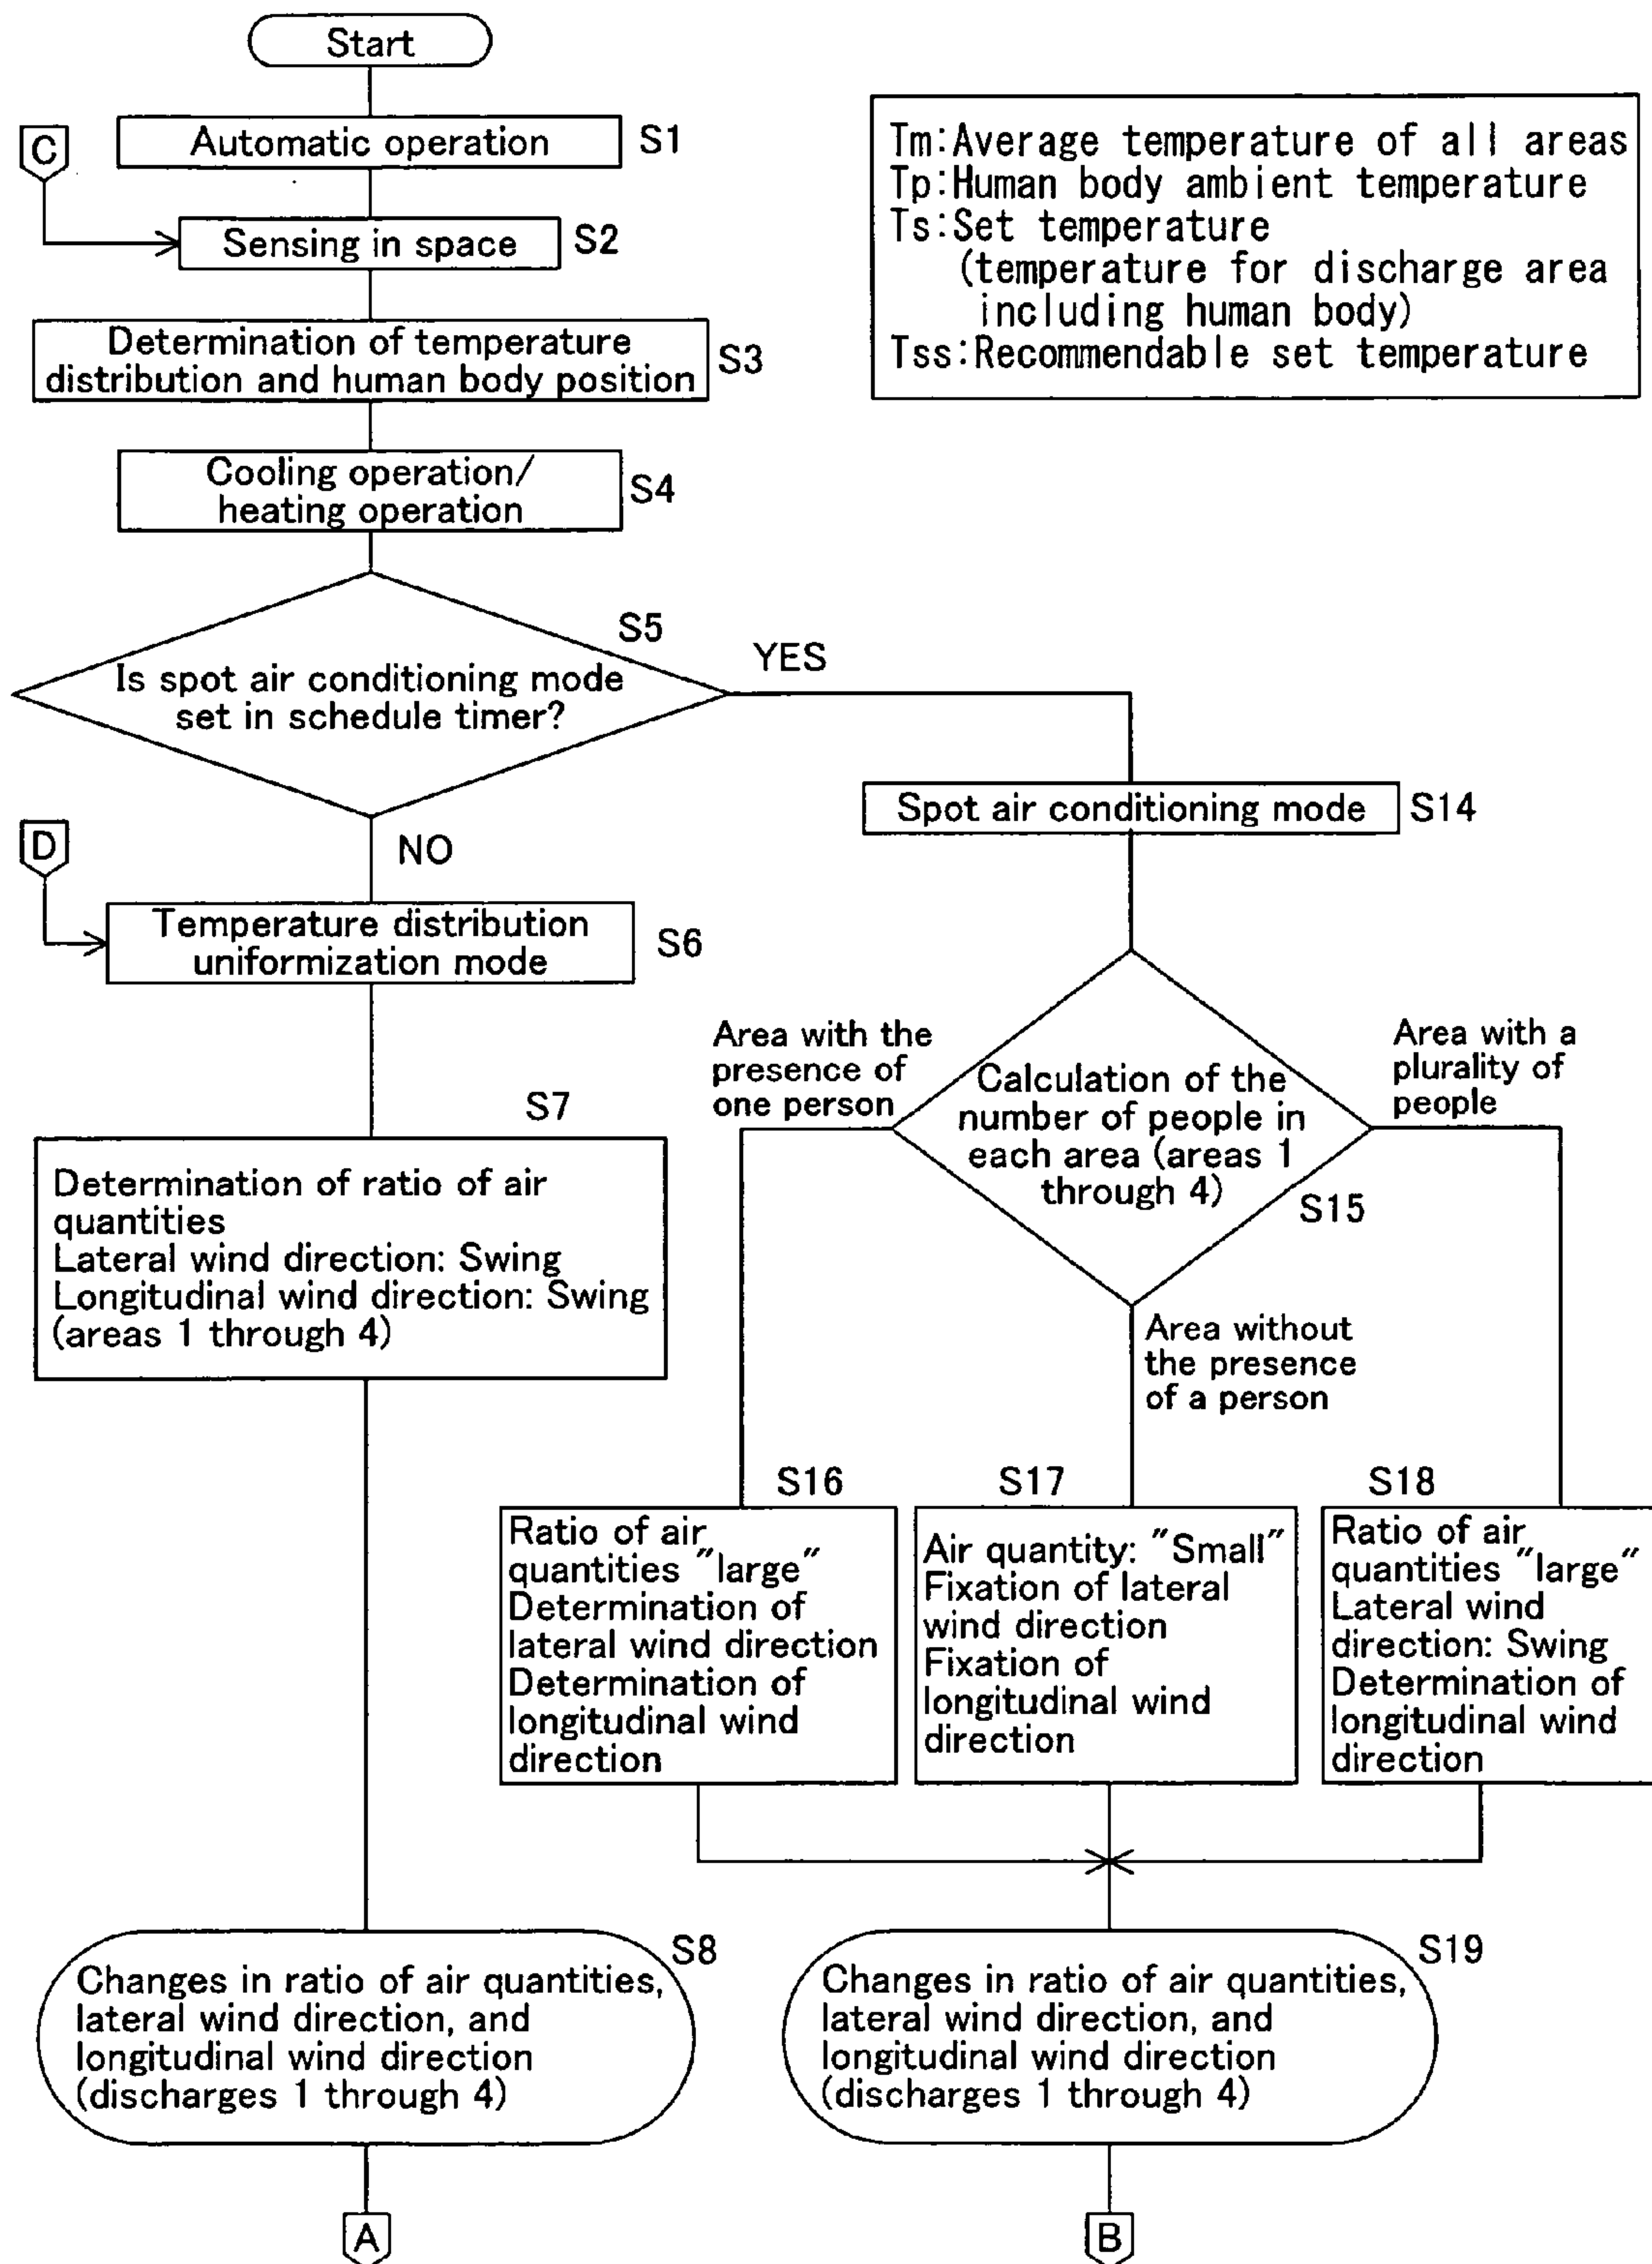 Start
Automatic operation
S1
C
Sensing in space
S2
Determination of temperature
distribution and human body position
S3
Cooling operation/
heating operation
S4
Tm:Average temperature of all areas
Tp:Human body ambient temperature
Ts:Set temperature
(temperature for discharge area
including human body)
Tss:Recommendable set temperature
S5
Is spot air conditioning mode
set in schedule timer?
YES
NO
D
Temperature distribution
uniformization mode
S6
S7
Determination of ratio of air
quantities
Lateral wind direction: Swing
Longitudinal wind direction: Swing
(areas 1 through 4)
S8
Changes in ratio of air quantities,
lateral wind direction, and
longitudinal wind direction
(discharges 1 through 4)
A
Spot air conditioning mode
S14
Calculation of the
number of people in
each area (areas 1
through 4)
S15
Area with the
presence of
one person
Area without
the presence
of a person
Area with a
plurality of
people
S16
Ratio of air
quantities "large"
Determination of
lateral wind direction
Determination of
longitudinal wind
direction
S17
Air quantity: "Small"
Fixation of lateral
wind direction
Fixation of
longitudinal wind
direction
S18
Ratio of air
quantities "large"
Lateral wind
direction: Swing
Determination of
longitudinal wind
direction
S19
Changes in ratio of air quantities,
lateral wind direction, and
longitudinal wind direction
(discharges 1 through 4)
B